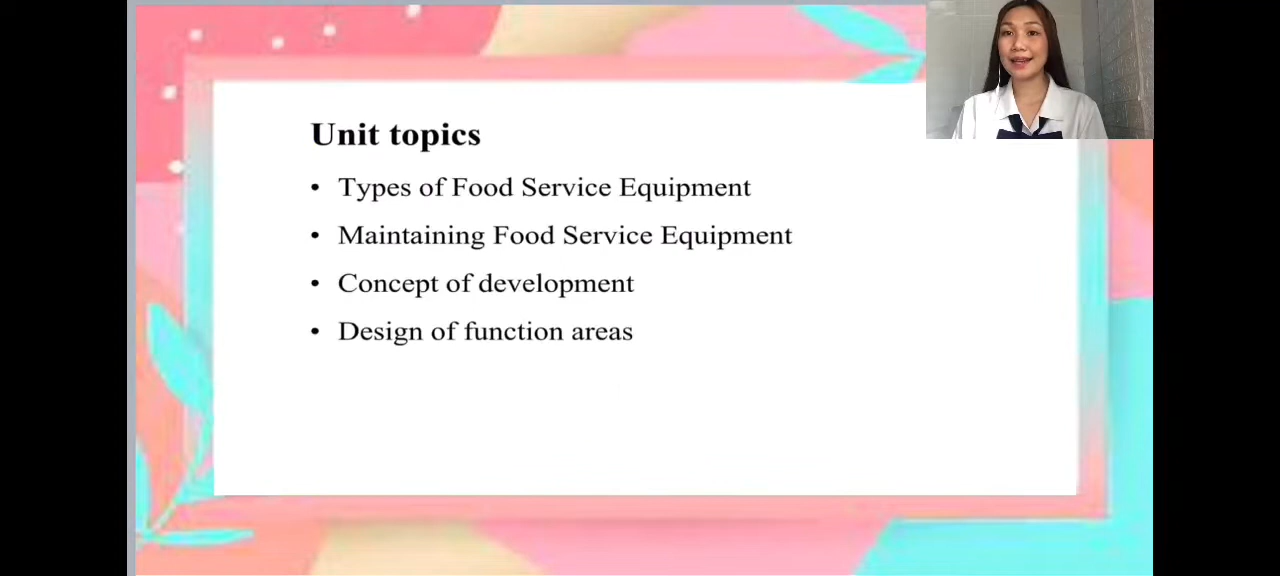 Unit topics
• Types of Food Service Equipment
• Maintaining Food Service Equipment
• Concept of development
• Design of function areas